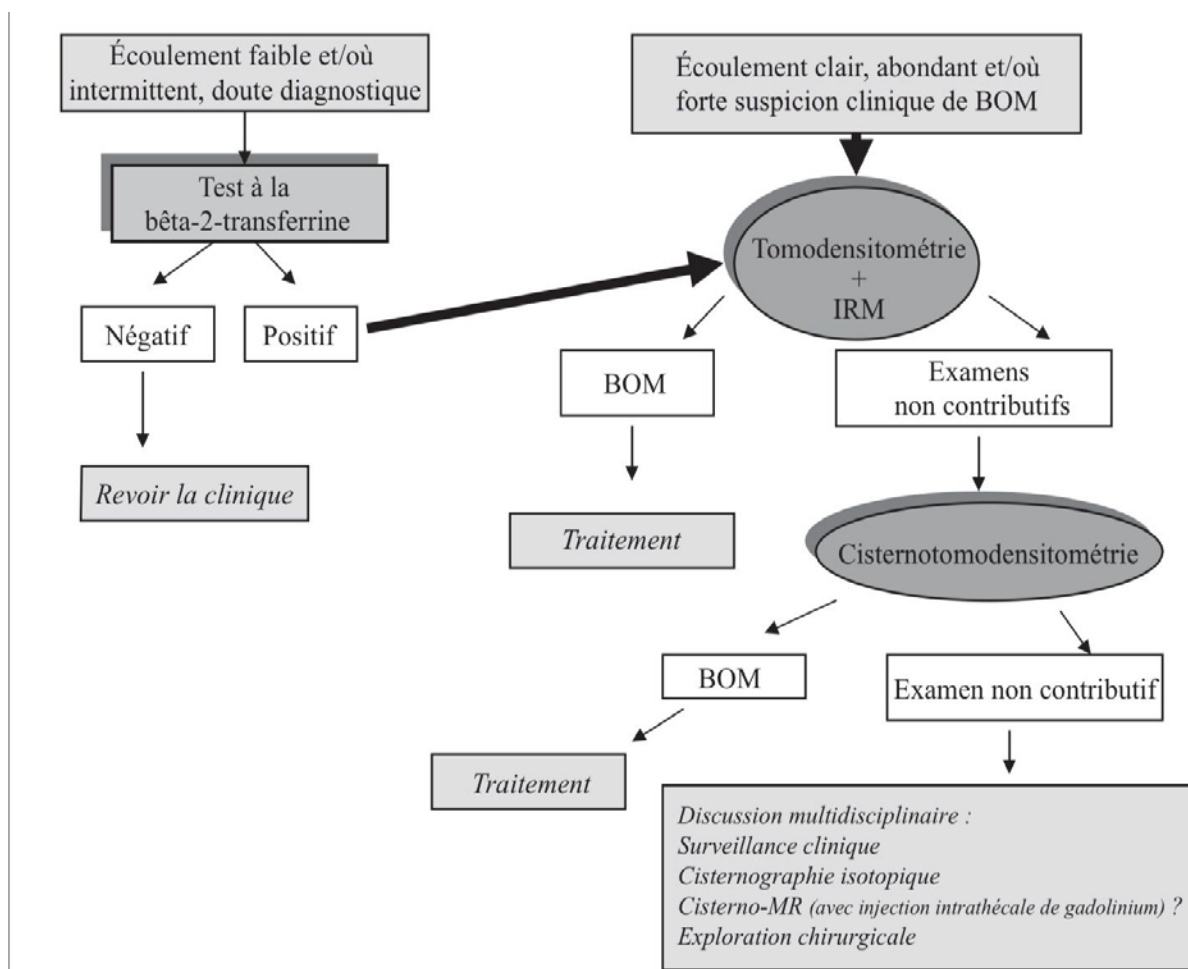 Écoulement faible et/où
intermittent, doute diagnostique
Écoulement clair, abondant et/où
forte suspicion clinique de BOM
Test à la
bêta-2-transferrine
Tomodensitométrie
+
IRM
Négatif
Positif
BOM
Examens
non contributifs
Revoir la clinique
Traitement
Cisternotomodensitométrie
BOM
Examen non contributif
Traitement
Discussion multidisciplinaire :
Surveillance clinique
Cisternographie isotopique
Cisterno-MR (avec injection intrathécale de gadolinium) ?
Exploration chirurgicale